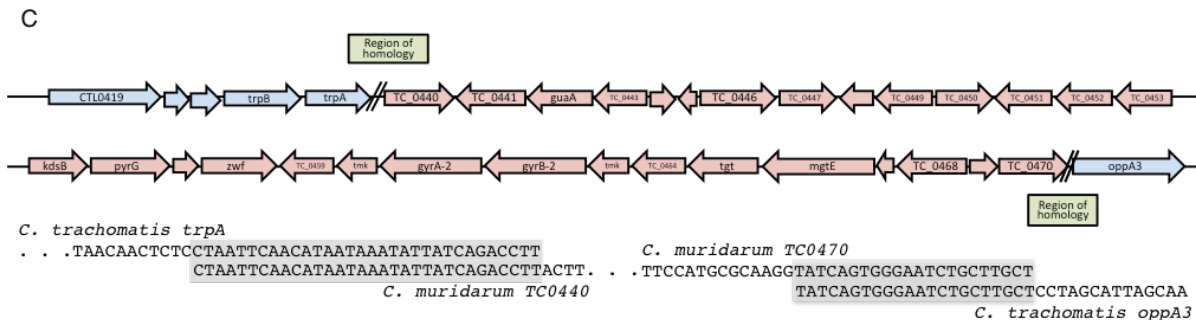 C
Region of
homology
CTL0419 trpB trpA TC_0440 TC_0441 guaA TC_0443 TC_0446 TC_0447 TC_0449 TC_0450 TC_0451 TC_0452 TC_0453
kdsB pyrG zwf TC_0459 tmk gyrA-2 gyrB-2 tmk TC_0464 tgt mgtE TC_0468 TC_0470 oppA3
Region of
homology
C. trachomatis trpA
. . .TAACAACTCTCCTAATTCAACATAATAAATATTATCAGACCTT
CTAATTCAACATAATAAATATTATCAGACCTTACTT. . .
C. muridarum TC0440
C. muridarum TC0470
.TTCCATGCGCAAGGTATCAGTGGGAATCTGCTTGCT
TATCAGTGGGAATCTGCTTGCTCCTAGCATTAGCAA
C. trachomatis oppA3